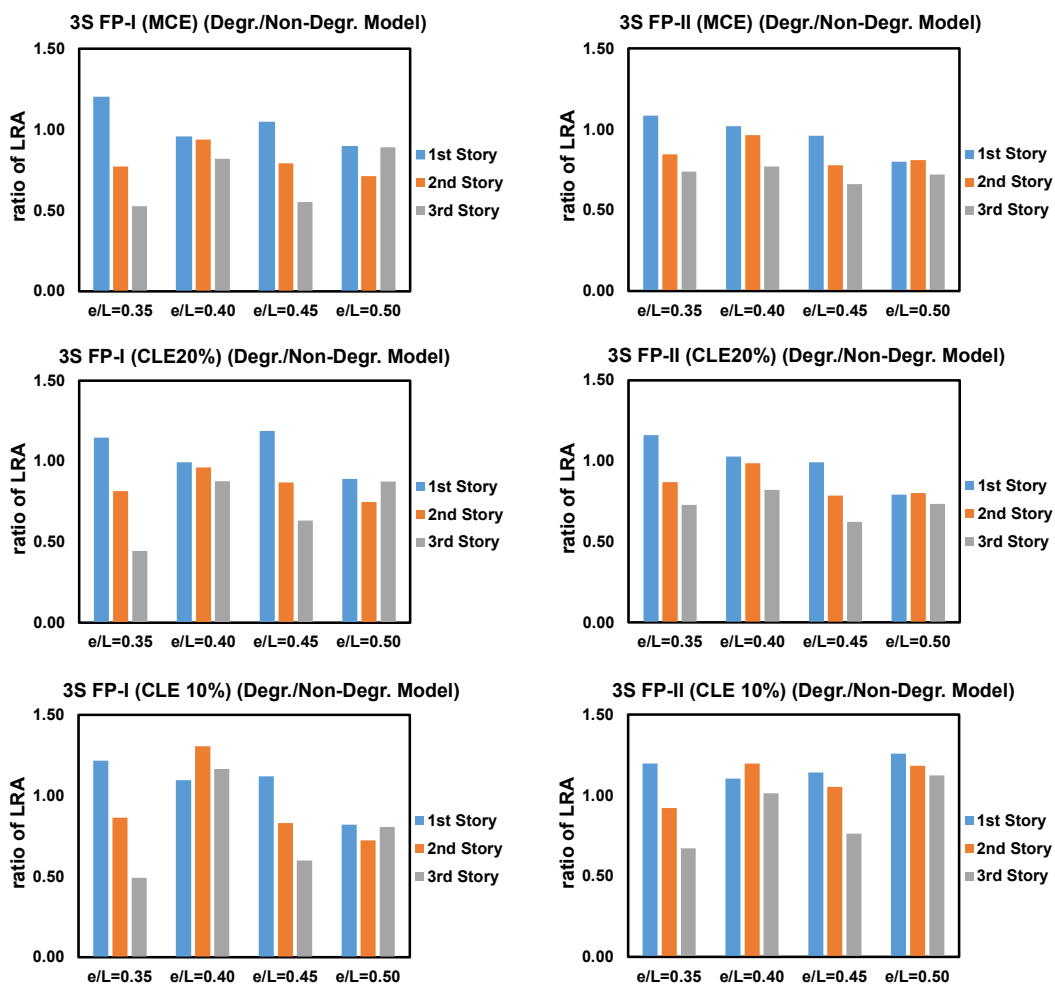 3S FP-I (MCE) (Degr./Non-Degr. Model)
1.50
1.00
0.50
0.00
ratio of LRA
e/L=0.35 e/L=0.40 e/L=0.45 e/L=0.50
1st Story
2nd Story
3rd Story
3S FP-II (MCE) (Degr./Non-Degr. Model)
1.50
1.00
0.50
0.00
ratio of LRA
e/L=0.35 e/L=0.40 e/L=0.45 e/L=0.50
1st Story
2nd Story
3rd Story
3S FP-I (CLE20%) (Degr./Non-Degr. Model)
1.50
1.00
0.50
0.00
ratio of LRA
e/L=0.35 e/L=0.40 e/L=0.45 e/L=0.50
1st Story
2nd Story
3rd Story
3S FP-II (CLE20%) (Degr./Non-Degr. Model)
1.50
1.00
0.50
0.00
ratio of LRA
e/L=0.35 e/L=0.40 e/L=0.45 e/L=0.50
1st Story
2nd Story
3rd Story
3S FP-I (CLE 10%) (Degr./Non-Degr. Model)
1.50
1.00
0.50
0.00
ratio of LRA
e/L=0.35 e/L=0.40 e/L=0.45 e/L=0.50
1st Story
2nd Story
3rd Story
3S FP-II (CLE 10%) (Degr./Non-Degr. Model)
1.50
1.00
0.50
0.00
ratio of LRA
e/L=0.35 e/L=0.40 e/L=0.45 e/L=0.50
1st Story
2nd Story
3rd Story